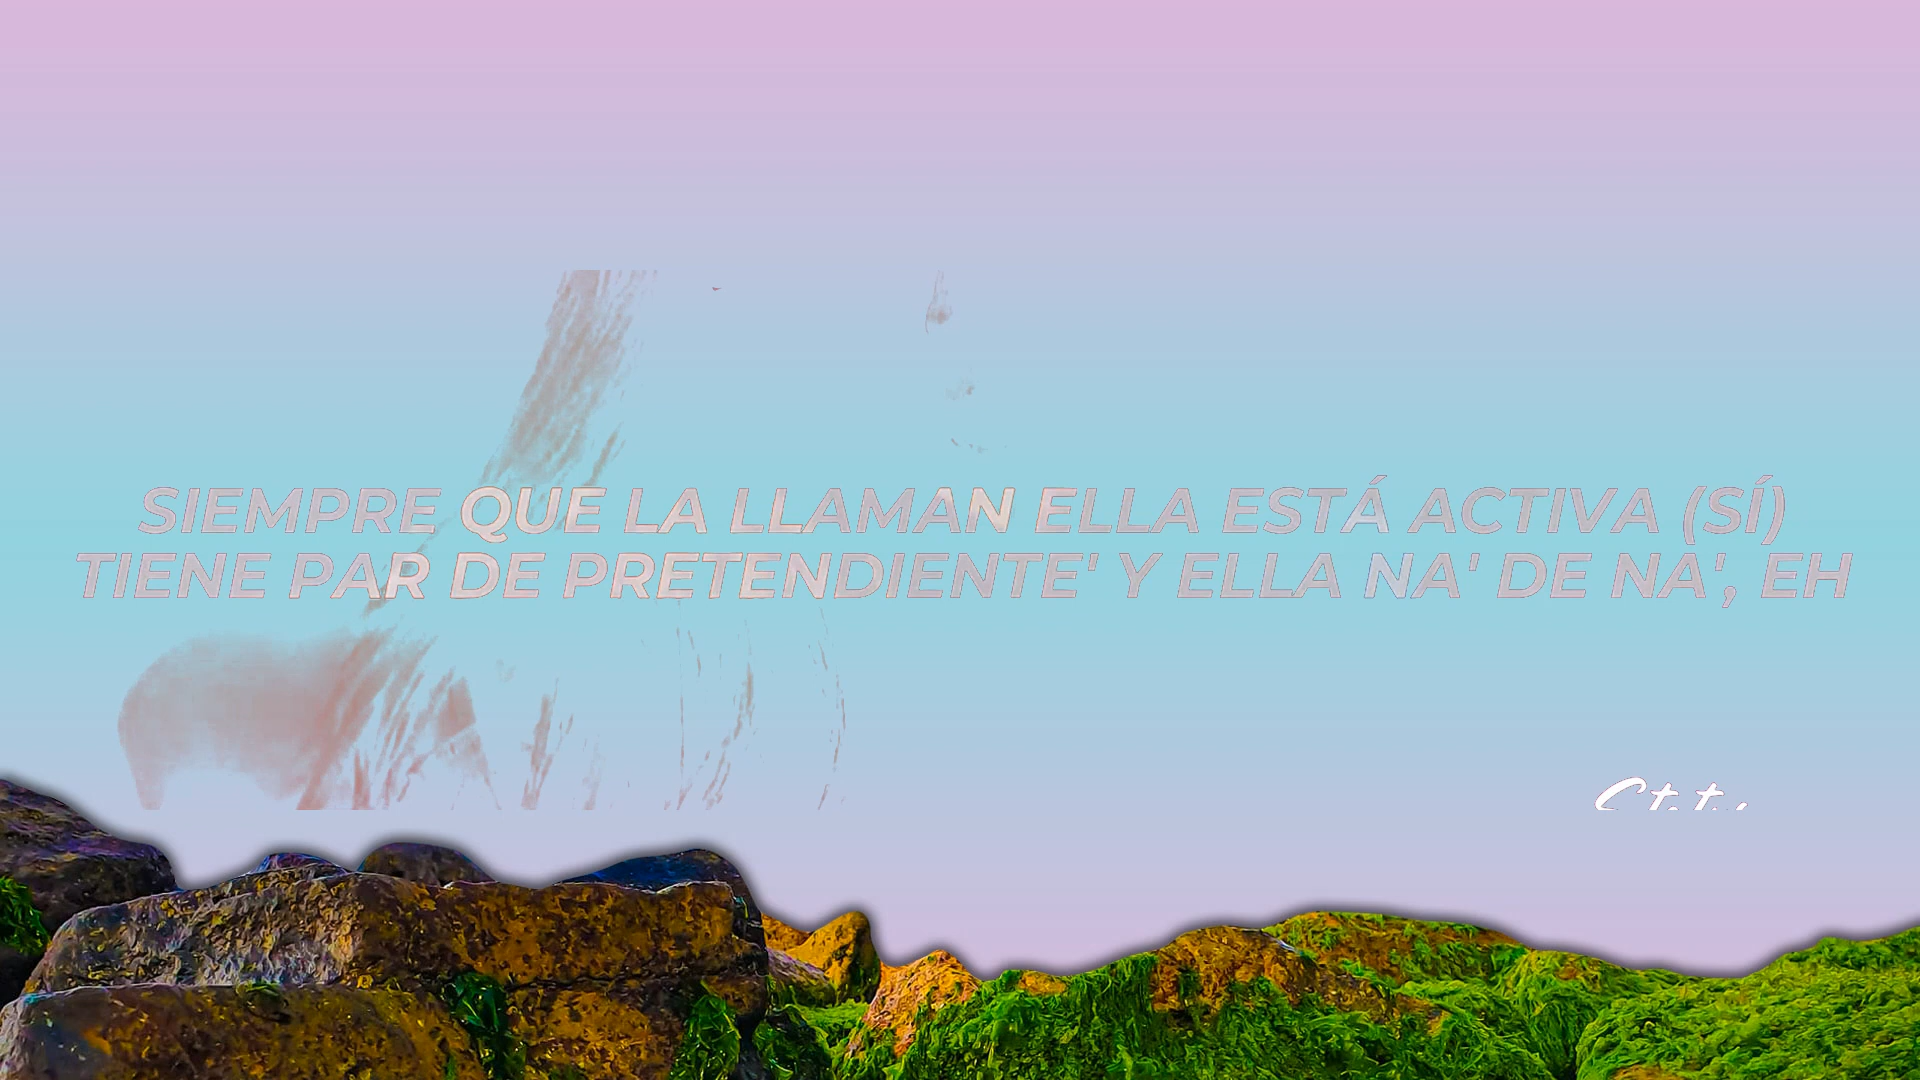 SIEMPRE QUE LA LLAMAN ELLA ESTÁ ACTIVA (SÍ)
TIENE PAR DE PRETENDIENTE' Y ELLA NA' DE NA', EH